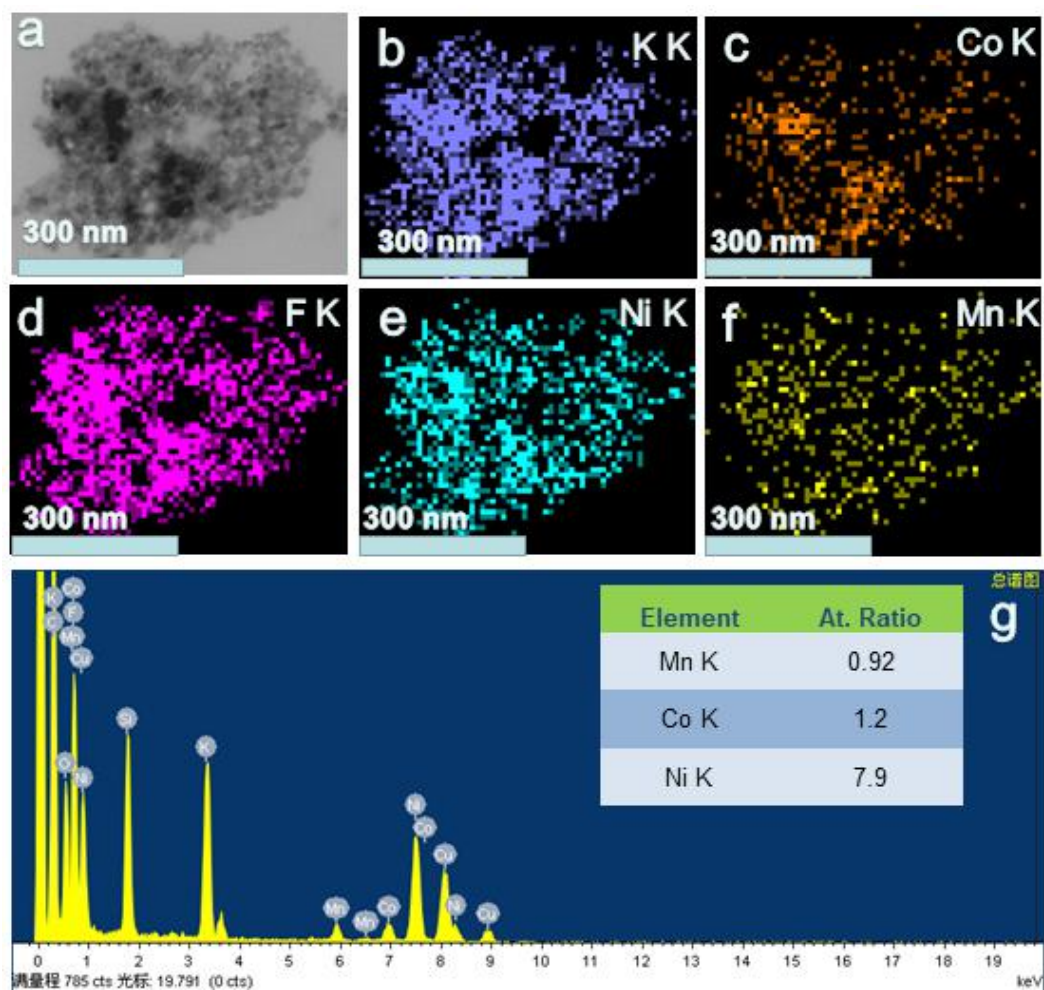 a
300 nm
b
K K
300 nm
c
Co K
300 nm
d
F K
300 nm
e
Ni K
300 nm
f
Mn K
300 nm
总谱图
g
Element At. Ratio
Mn K 0.92
Co K 1.2
Ni K 7.9
K Co
C F
Mn
Cu
O Ni
Si
K
Ni
Co
Cu
Mn Mn Co Ni Cu
0 1 2 3 4 5 6 7 8 9 10 11 12 13 14 15 16 17 18 19
满量程 785 cts 光标: 19.791 (0 cts) keV